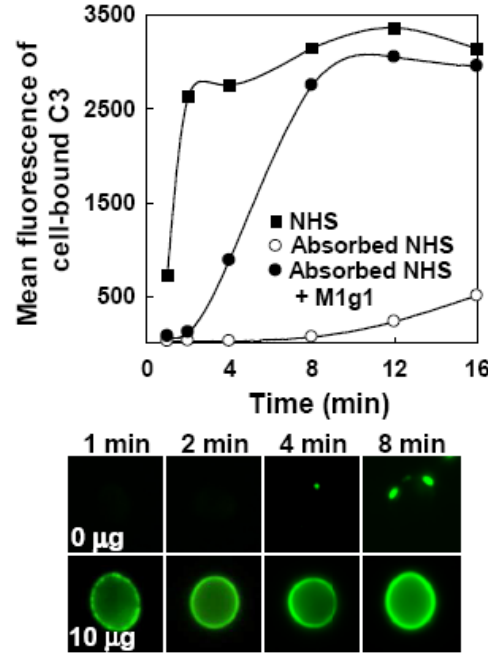 3500
2500
1500
500
Mean fluorescence of
cell-bound C3
NHS
Absorbed NHS
Absorbed NHS
+ M1g1
0 4 8 12 16
Time (min)
1 min 2 min 4 min 8 min
0 µg
10 µg